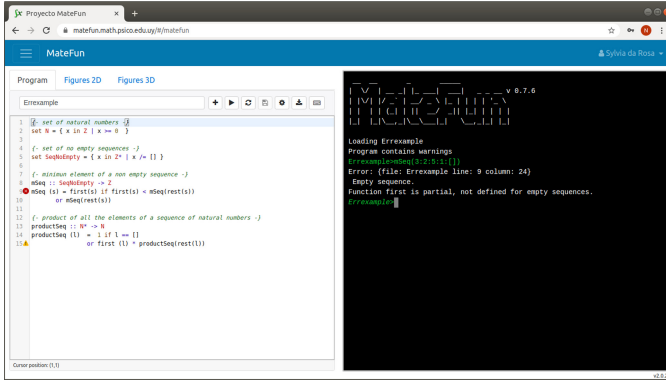 Proyecto MateFun
matefun.math.psico.edu.uy/#/matefun
MateFun
Sylvia da Rosa
Program Figures 2D Figures 3D
Errexample
1 {- set of natural numbers -}
2 set N = { x in Z | x >= 0 }
3
4 {- set of no empty sequences -}
5 set SeqNoEmpty = { x in Z* | x /= [] }
6
7 {- minimun element of a non empty sequence -}
8 mSeq :: SeqNoEmpty -> Z
9 mSeq (s) = first(s) if first(s) < mSeq(rest(s))
10 or mSeq(rest(s))
11
12 {- product of all the elements of a sequence of natural numbers -}
13 productSeq :: N* -> N
14 productSeq (l) = 1 if l == []
15 or first (l) * productSeq(rest(l))
Cursor position: (1,1)
v 0.7.6
Loading Errexample
Program contains warnings
Errexample>mSeq(3:2:5:1:[])
Error: {file: Errexample line: 9 column: 24}
Empty sequence.
Function first is partial, not defined for empty sequences.
Errexample>